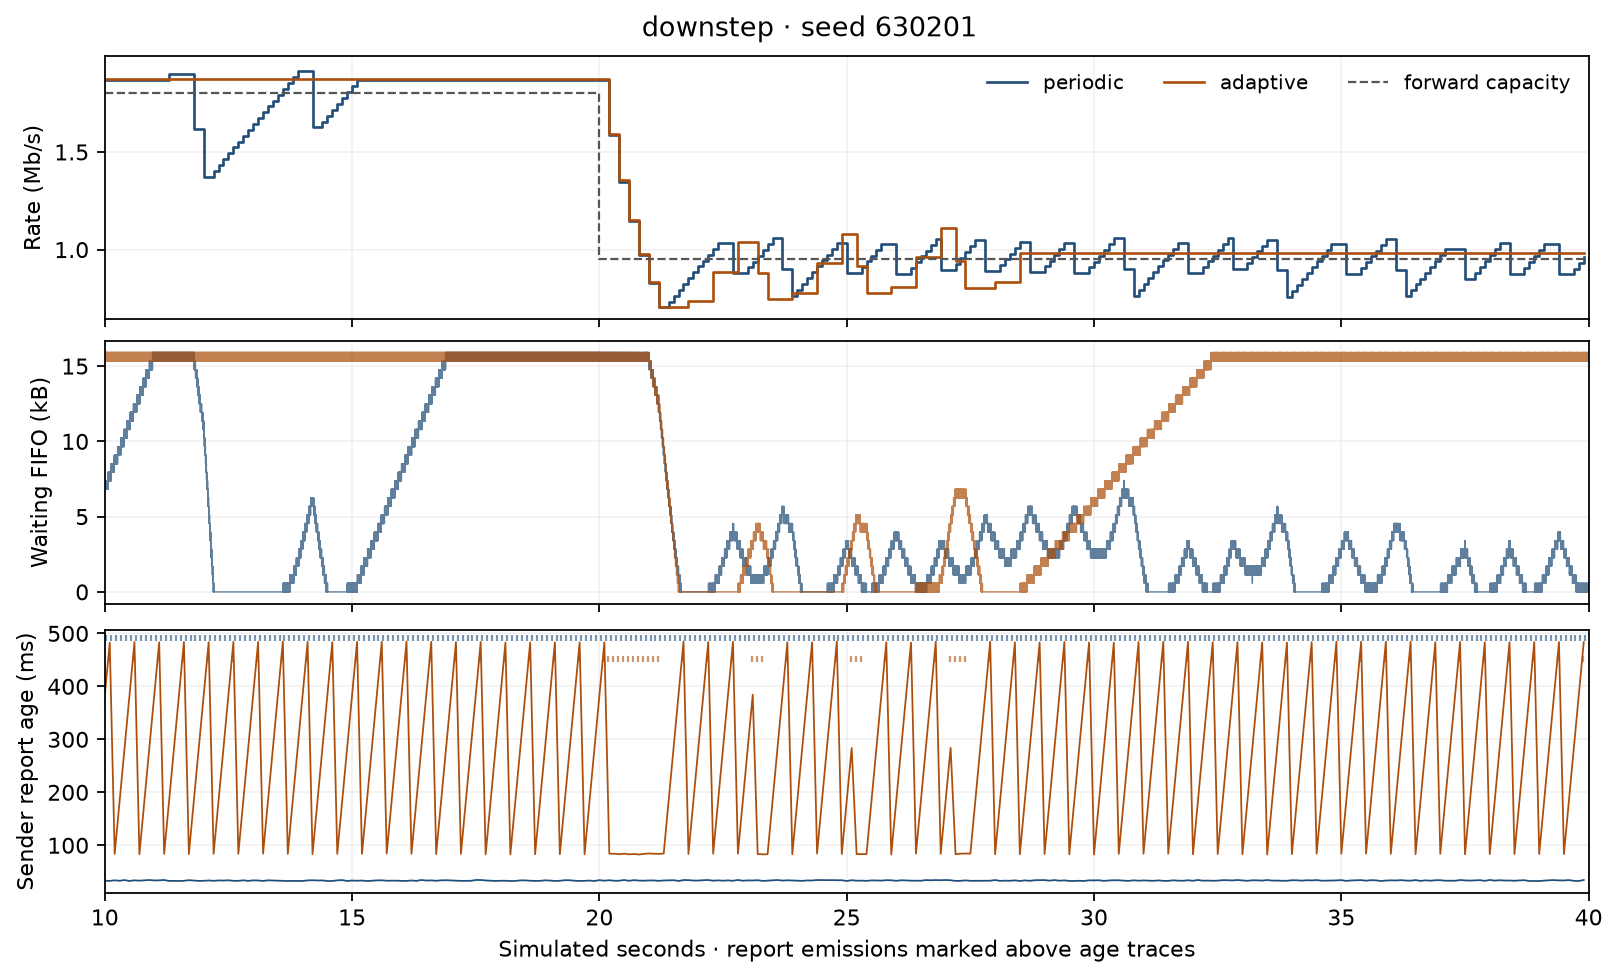 downstep · seed 630201
periodic
adaptive
forward capacity
Rate (Mb/s)
1.5
1.0
Waiting FIFO (kB)
15
10
5
0
Sender report age (ms)
500
400
300
200
100
10 15 20 25 30 35 40
Simulated seconds · report emissions marked above age traces